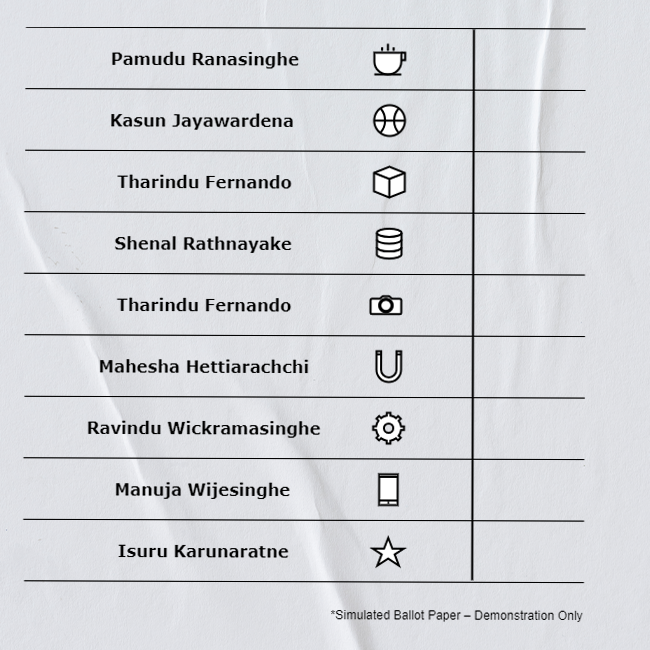 Pamudu Ranasinghe
Kasun Jayawardena
Tharindu Fernando
Shenal Rathnayake
Tharindu Fernando
Mahesha Hettiarachchi
Ravindu Wickramasinghe
Manuja Wijesinghe
Isuru Karunaratne
*Simulated Ballot Paper – Demonstration Only